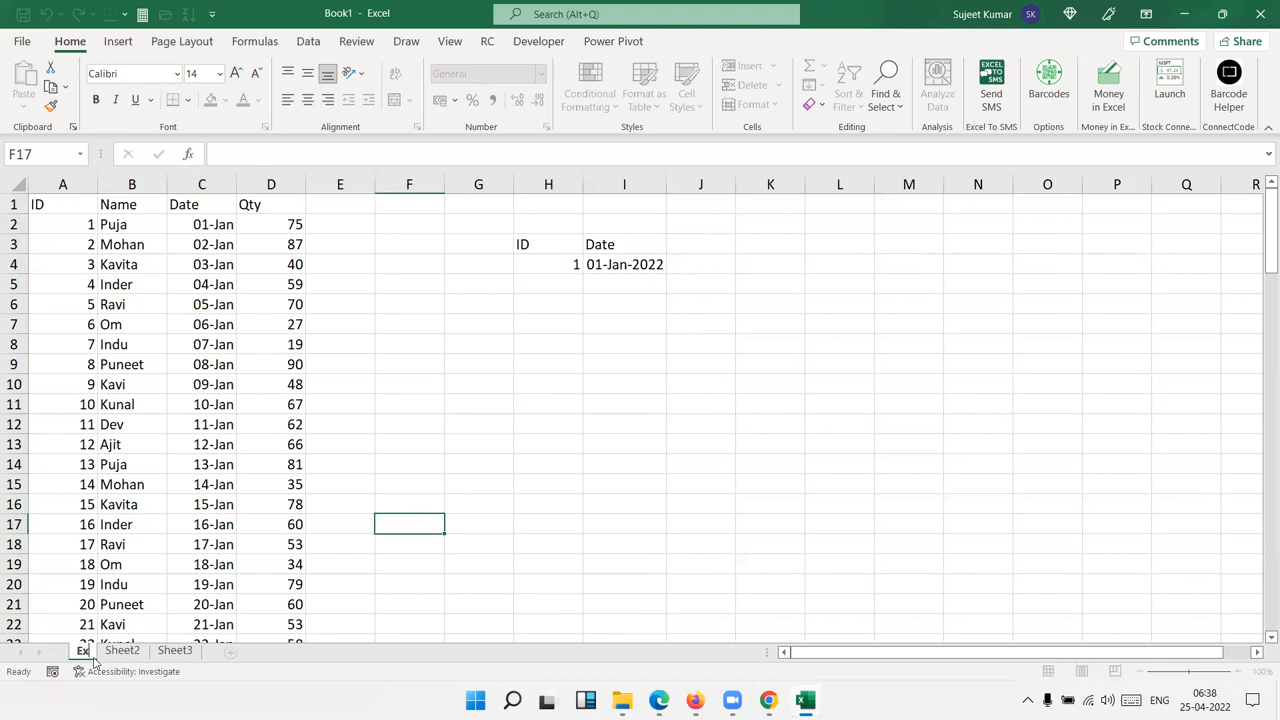 Book1 - Excel
Search (Alt+Q)
Sujeet Kumar
SK
File Home Insert Page Layout Formulas Data Review Draw View RC Developer Help Power Pivot
Comments Share
Paste
Calibri 14
B I U
General
Conditional Formatting
Format as Table
Cell Styles
Insert
Delete
Format
Sort & Filter
Find & Select
Analyze Data
Send SMS
Barcodes
Money in Excel
Launch
Barcode Helper
Clipboard Font Alignment Number Styles Cells Editing Analysis Excel To SMS Options Money in Ex... Stock Conne... ConnectCode
F17 fx
A B C D E F G H I J K L M N O P Q R
1 ID Name Date Qty
2 1 Puja 01-Jan 75
3 2 Mohan 02-Jan 87 ID Date
4 3 Kavita 03-Jan 40 1 01-Jan-2022
5 4 Inder 04-Jan 59
6 5 Ravi 05-Jan 70
7 6 Om 06-Jan 27
8 7 Indu 07-Jan 19
9 8 Puneet 08-Jan 90
10 9 Kavi 09-Jan 48
11 10 Kunal 10-Jan 67
12 11 Dev 11-Jan 62
13 12 Ajit 12-Jan 66
14 13 Puja 13-Jan 81
15 14 Mohan 14-Jan 35
16 15 Kavita 15-Jan 78
17 16 Inder 16-Jan 60
18 17 Ravi 17-Jan 53
19 18 Om 18-Jan 34
20 19 Indu 19-Jan 79
21 20 Puneet 20-Jan 60
22 21 Kavi 21-Jan 53
Ex Sheet2 Sheet3
Ready Accessibility: Investigate 100%
ENG
06:38
25-04-2022